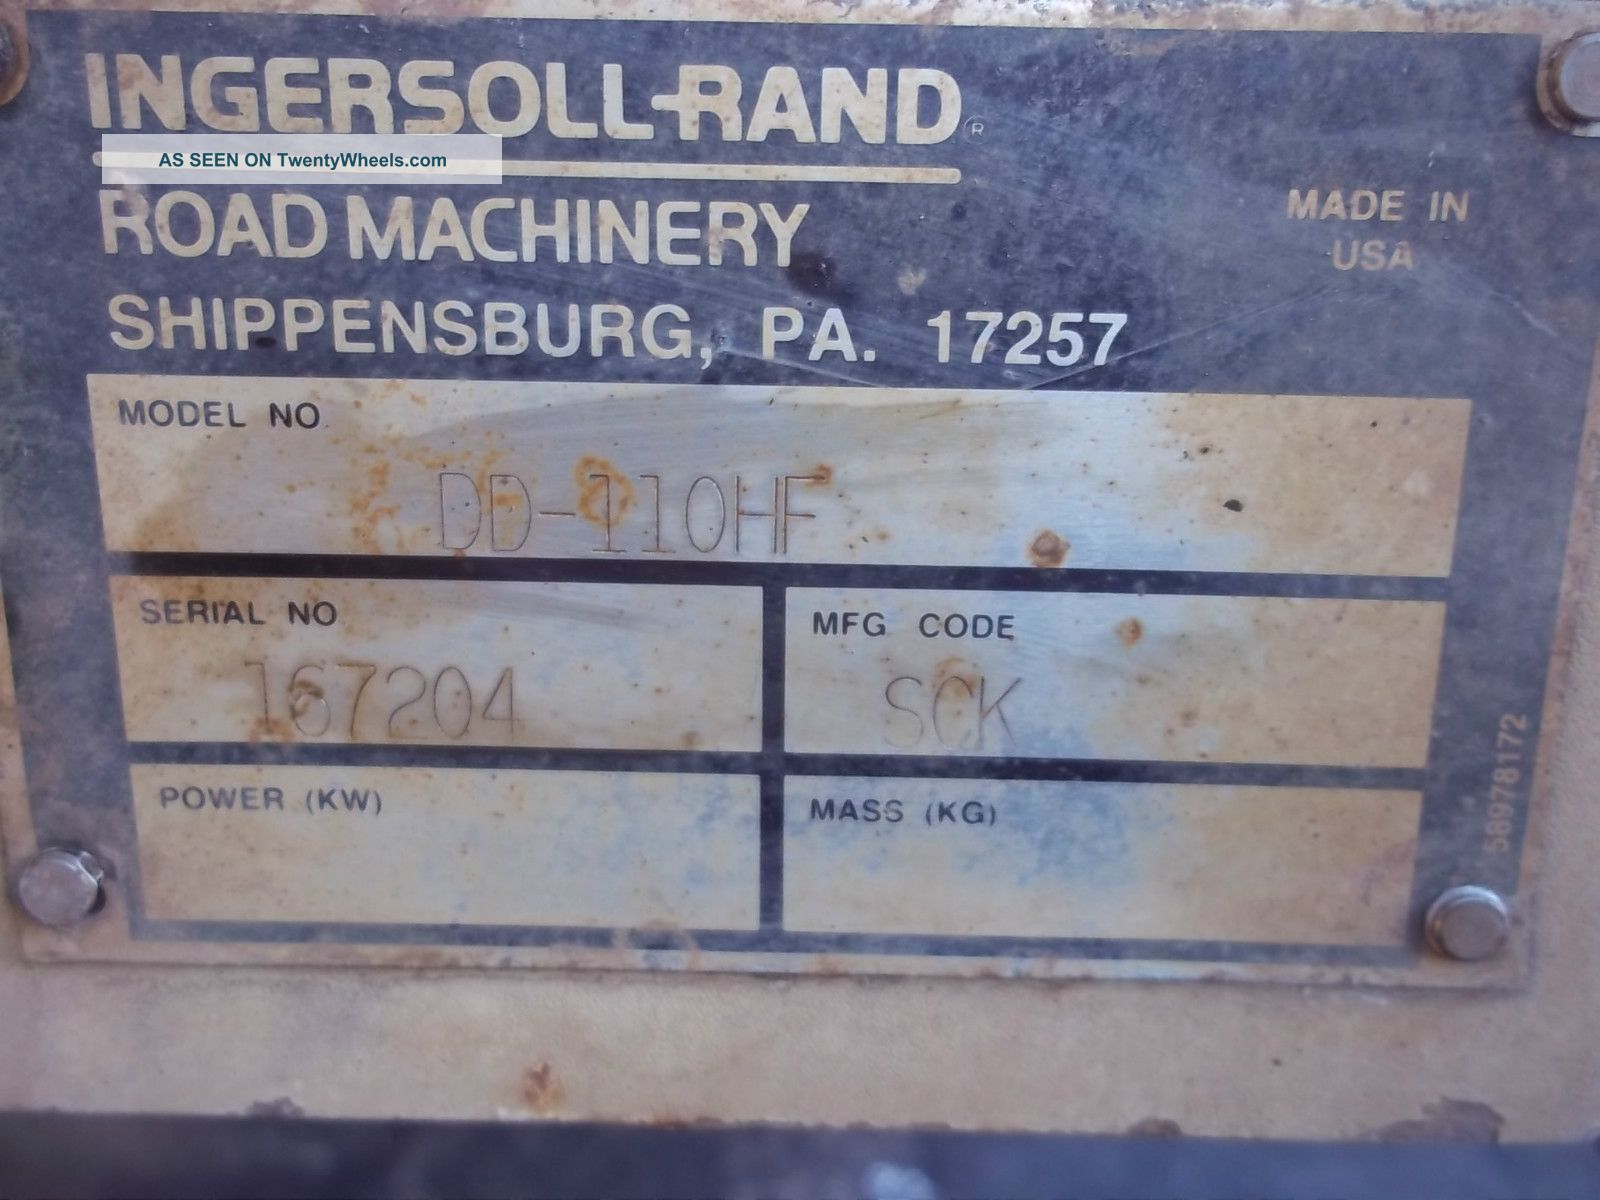 INGERSOLL-RAND®
AS SEEN ON TwentyWheels.com
ROAD MACHINERY
MADE IN
USA
SHIPPENSBURG, PA. 17257
MODEL NO.
DD-110HF
SERIAL NO
167204
MFG CODE
SCK
POWER (KW)
MASS (KG)
58978172